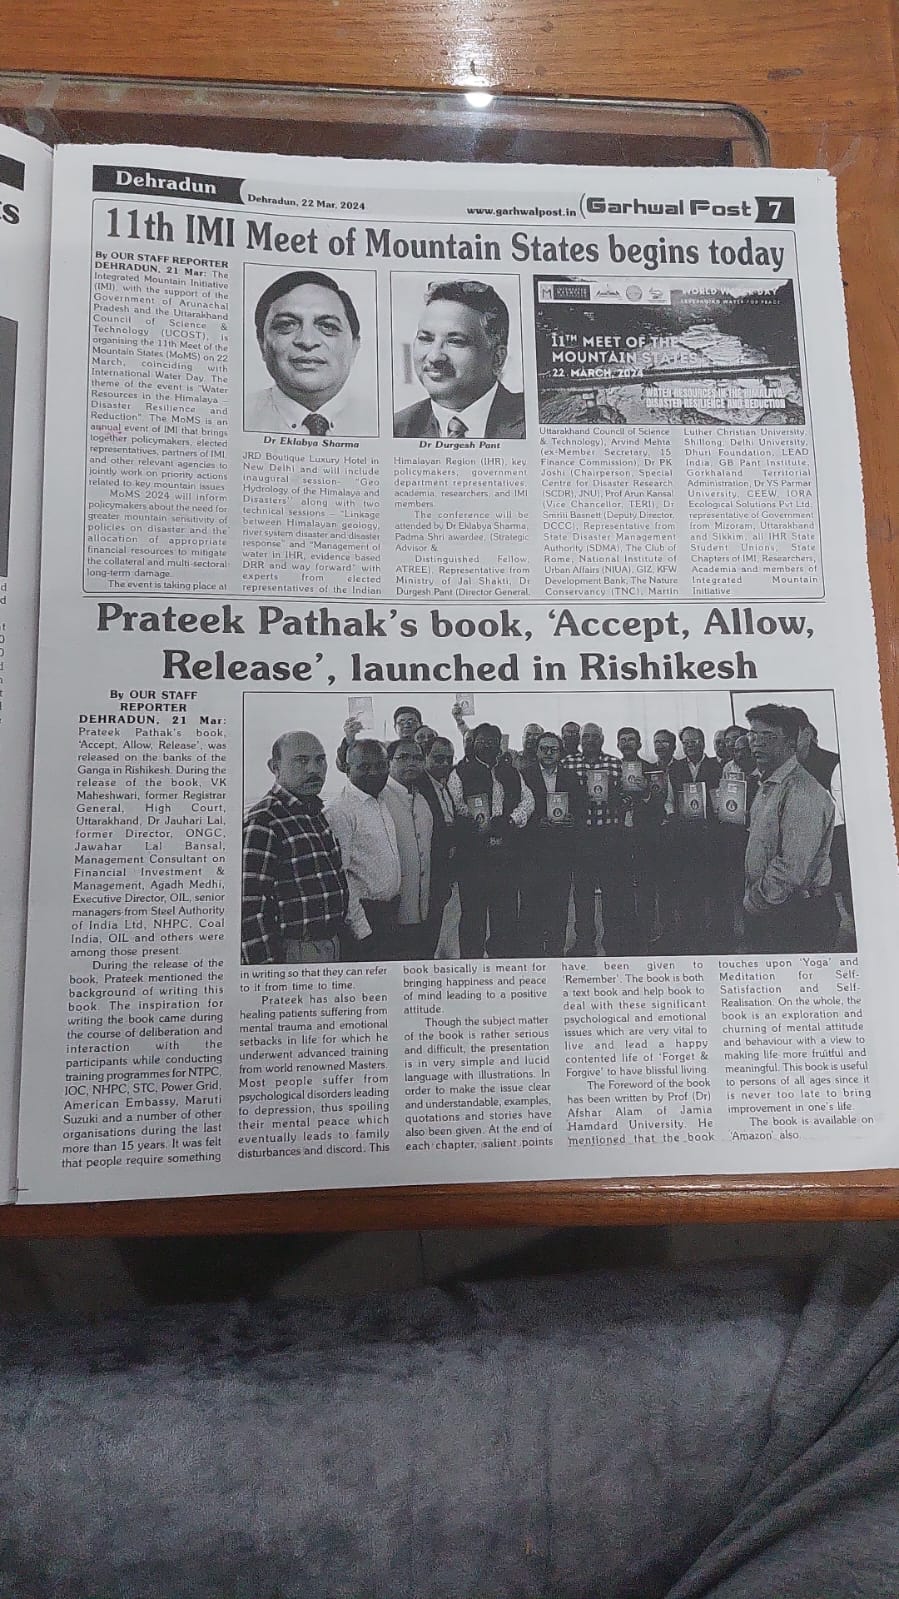 Dehradun
Dehradun, 22 Mar, 2024
www.garhwalpost.in
Garhwal Post
7
11th IMI Meet of Mountain States begins today
By OUR STAFF REPORTER
DEHRADUN, 21 Mar: The
Integrated Mountain Initiative
(IMI), with the support of the
Government of Arunachal
Pradesh and the Uttarakhand
Council of Science &
Technology (UCOST), is
organising the 11th Meet of the
Mountain States (MoMS) on 22
March, coinciding with
International Water Day. The
theme of the event is "Water
Resources in the Himalaya –
Disaster Resilience and
Reduction". The MoMS is an
annual event of IMI that brings
together policymakers, elected
representatives, partners of IMI,
and other relevant agencies to
jointly work on priority actions
related to key mountain issues.
MoMS 2024 will inform
policymakers about the need for
greater mountain sensitivity of
policies on disaster and the
allocation of appropriate
financial resources to mitigate
the collateral and multi-sectoral
long-term damage.
The event is taking place at
Dr Eklabya Sharma
JRD Boutique Luxury Hotel in
New Delhi and will include
inaugural session- "Geo
Hydrology of the Himalaya and
Disasters" along with two
technical sessions – "Linkage
between Himalayan geology,
river system disaster and disaster
response" and "Management of
water in IHR, evidence based
DRR and way forward" with
experts from elected
representatives of the Indian
Dr Durgesh Pant
Himalayan Region (IHR), key
policymakers, government
department representatives,
academia, researchers, and IMI
members.
The conference will be
attended by Dr Eklabya Sharma,
Padma Shri awardee, (Strategic
Advisor &
Distinguished Fellow,
ATREE), Representative from
Ministry of Jal Shakti, Dr
Durgesh Pant (Director General,
WORLD WATER DAY
LEVERAGING WATER FOR PEACE
11TH MEET OF THE
MOUNTAIN STATES
22 MARCH, 2024
WATER RESOURCES IN THE HIMALAYA
DISASTER RESILIENCE AND REDUCTION
Uttarakhand Council of Science
& Technology), Arvind Mehta
(ex-Member Secretary, 15
Finance Commission), Dr PK
Joshi (Chairperson, Special
Centre for Disaster Research
(SCDR), JNU), Prof Arun Kansal
(Vice Chancellor, TERI), Dr
Smriti Basnett (Deputy Director,
DCCC), Representative from
State Disaster Management
Authority (SDMA), The Club of
Rome, National Institute of
Urban Affairs (NIUA), GIZ, KFW
Development Bank, The Nature
Conservancy (TNC), Martin
Luther Christian University,
Shillong, Delhi University,
Dhuri Foundation, LEAD
India, GB Pant Institute,
Gorkhaland Territorial
Administration, Dr YS Parmar
University, CEEW, IORA
Ecological Solutions Pvt Ltd,
representative of Government
from Mizoram, Uttarakhand
and Sikkim, all IHR State
Student Unions, State
Chapters of IMI, Researchers,
Academia and members of
Integrated Mountain
Initiative
Prateek Pathak's book, 'Accept, Allow,
Release', launched in Rishikesh
By OUR STAFF
REPORTER
DEHRADUN, 21 Mar:
Prateek Pathak's book,
'Accept, Allow, Release', was
released on the banks of the
Ganga in Rishikesh. During the
release of the book, VK
Maheshwari, former Registrar
General, High Court,
Uttarakhand, Dr Jauhari Lal,
former Director, ONGC,
Jawahar Lal Bansal,
Management Consultant on
Financial Investment &
Management, Agadh Medhi,
Executive Director, OIL, senior
managers from Steel Authority
of India Ltd, NHPC, Coal
India, OIL and others were
among those present.
During the release of the
book, Prateek mentioned the
background of writing this
book. The inspiration for
writing the book came during
the course of deliberation and
interaction with the
participants while conducting
training programmes for NTPC,
IOC, NHPC, STC, Power Grid,
American Embassy, Maruti
Suzuki and a number of other
organisations during the last
more than 15 years. It was felt
that people require something
in writing so that they can refer
to it from time to time.
Prateek has also been
healing patients suffering from
mental trauma and emotional
setbacks in life for which he
underwent advanced training
from world renowned Masters.
Most people suffer from
psychological disorders leading
to depression, thus spoiling
their mental peace which
eventually leads to family
disturbances and discord. This
book basically is meant for
bringing happiness and peace
of mind leading to a positive
attitude.
Though the subject matter
of the book is rather serious
and difficult, the presentation
is in very simple and lucid
language with illustrations. In
order to make the issue clear
and understandable, examples,
quotations and stories have
also been given. At the end of
each chapter, salient points
have been given to
'Remember'. The book is both
a text book and help book to
deal with these significant
psychological and emotional
issues which are very vital to
live and lead a happy
contented life of 'Forget &
Forgive' to have blissful living.
The Foreword of the book
has been written by Prof (Dr)
Afshar Alam of Jamia
Hamdard University. He
mentioned that the book
touches upon 'Yoga' and
Meditation for Self-
Satisfaction and Self-
Realisation. On the whole, the
book is an exploration and
churning of mental attitude
and behaviour with a view to
making life more fruitful and
meaningful. This book is useful
to persons of all ages since it
is never too late to bring
improvement in one's life.
The book is available on
'Amazon' also.